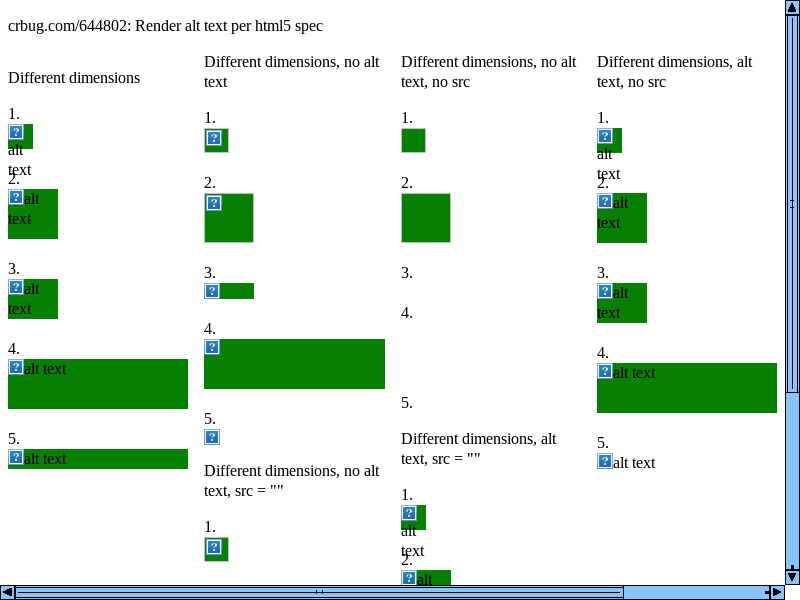 crbug.com/644802: Render alt text per html5 spec
Different dimensions
1.
alt
text
2.
alt
text
3.
alt
text
4.
alt text
5.
alt text
Different dimensions, no alt
text
1.
2.
3.
4.
5.
Different dimensions, no alt
text, src = ""
1.
Different dimensions, no alt
text, no src
1.
2.
3.
4.
5.
Different dimensions, alt
text, src = ""
1.
alt
text
2.
alt
Different dimensions, alt
text, no src
1.
alt
text
2.
alt
text
3.
alt
text
4.
alt text
5.
alt text